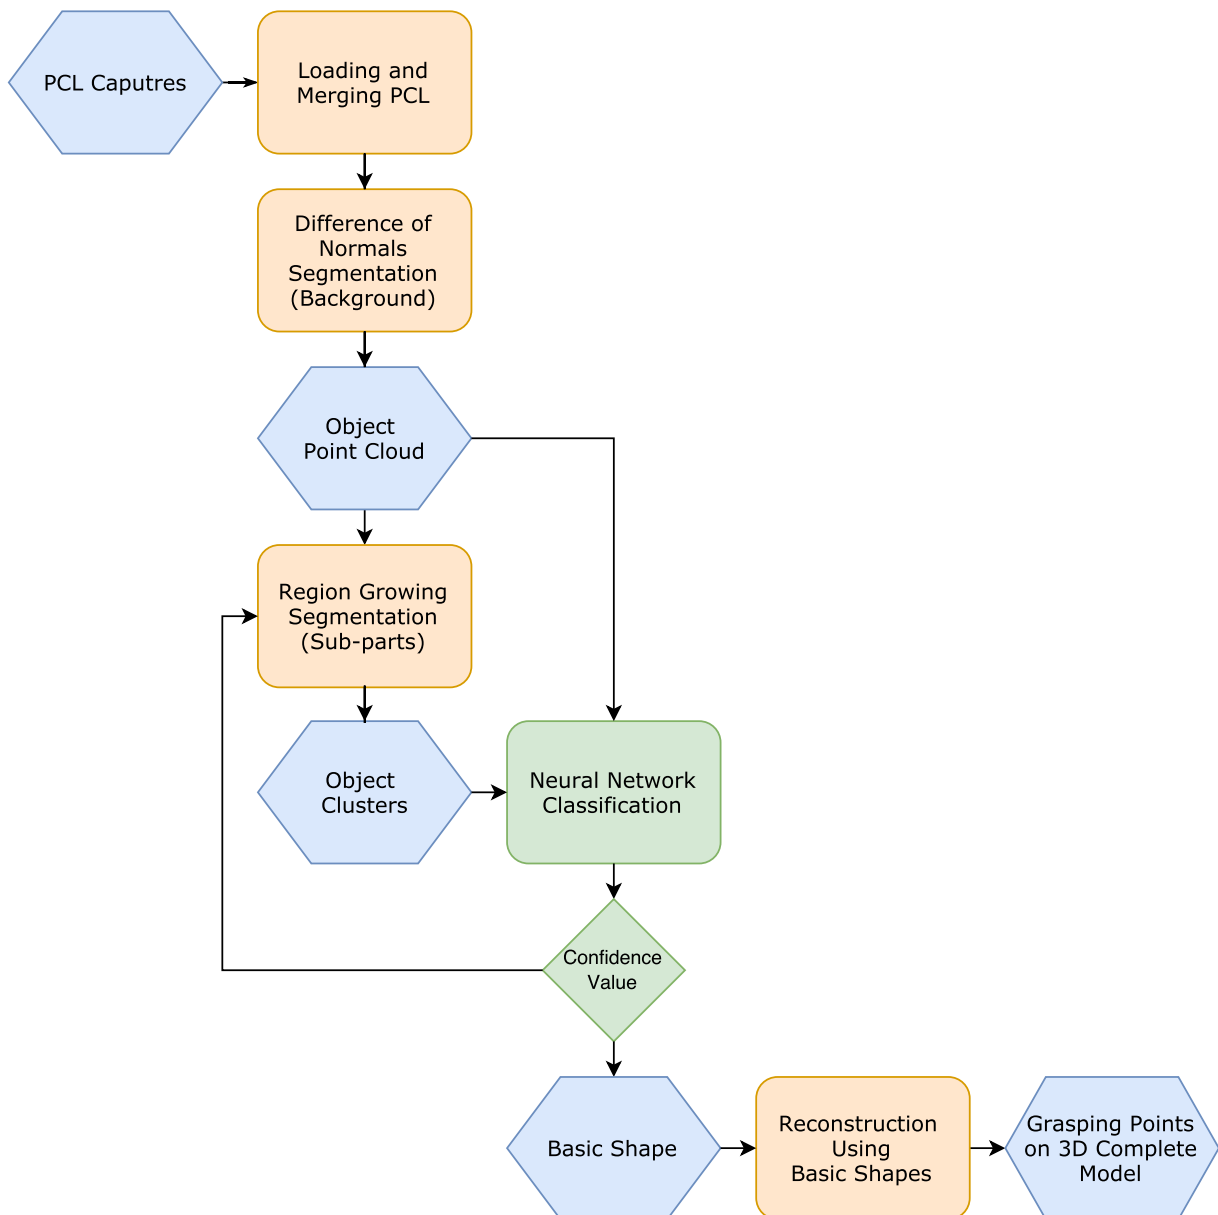 PCL Caputres
Loading and
Merging PCL
Difference of
Normals
Segmentation
(Background)
Object
Point Cloud
Region Growing
Segmentation
(Sub-parts)
Object
Clusters
Neural Network
Classification
Confidence
Value
Basic Shape
Reconstruction
Using
Basic Shapes
Grasping Points
on 3D Complete
Model